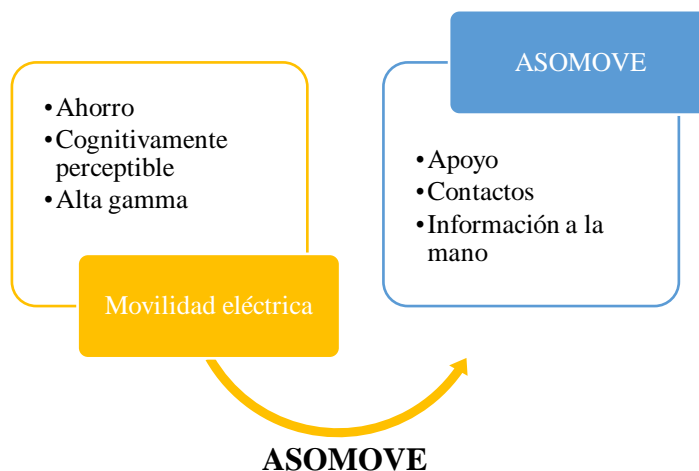 •Ahorro
•Cognitivamente
perceptible
•Alta gamma
Movilidad eléctrica
ASOMOVE
•Apoyo
•Contactos
•Información a la
mano
ASOMOVE